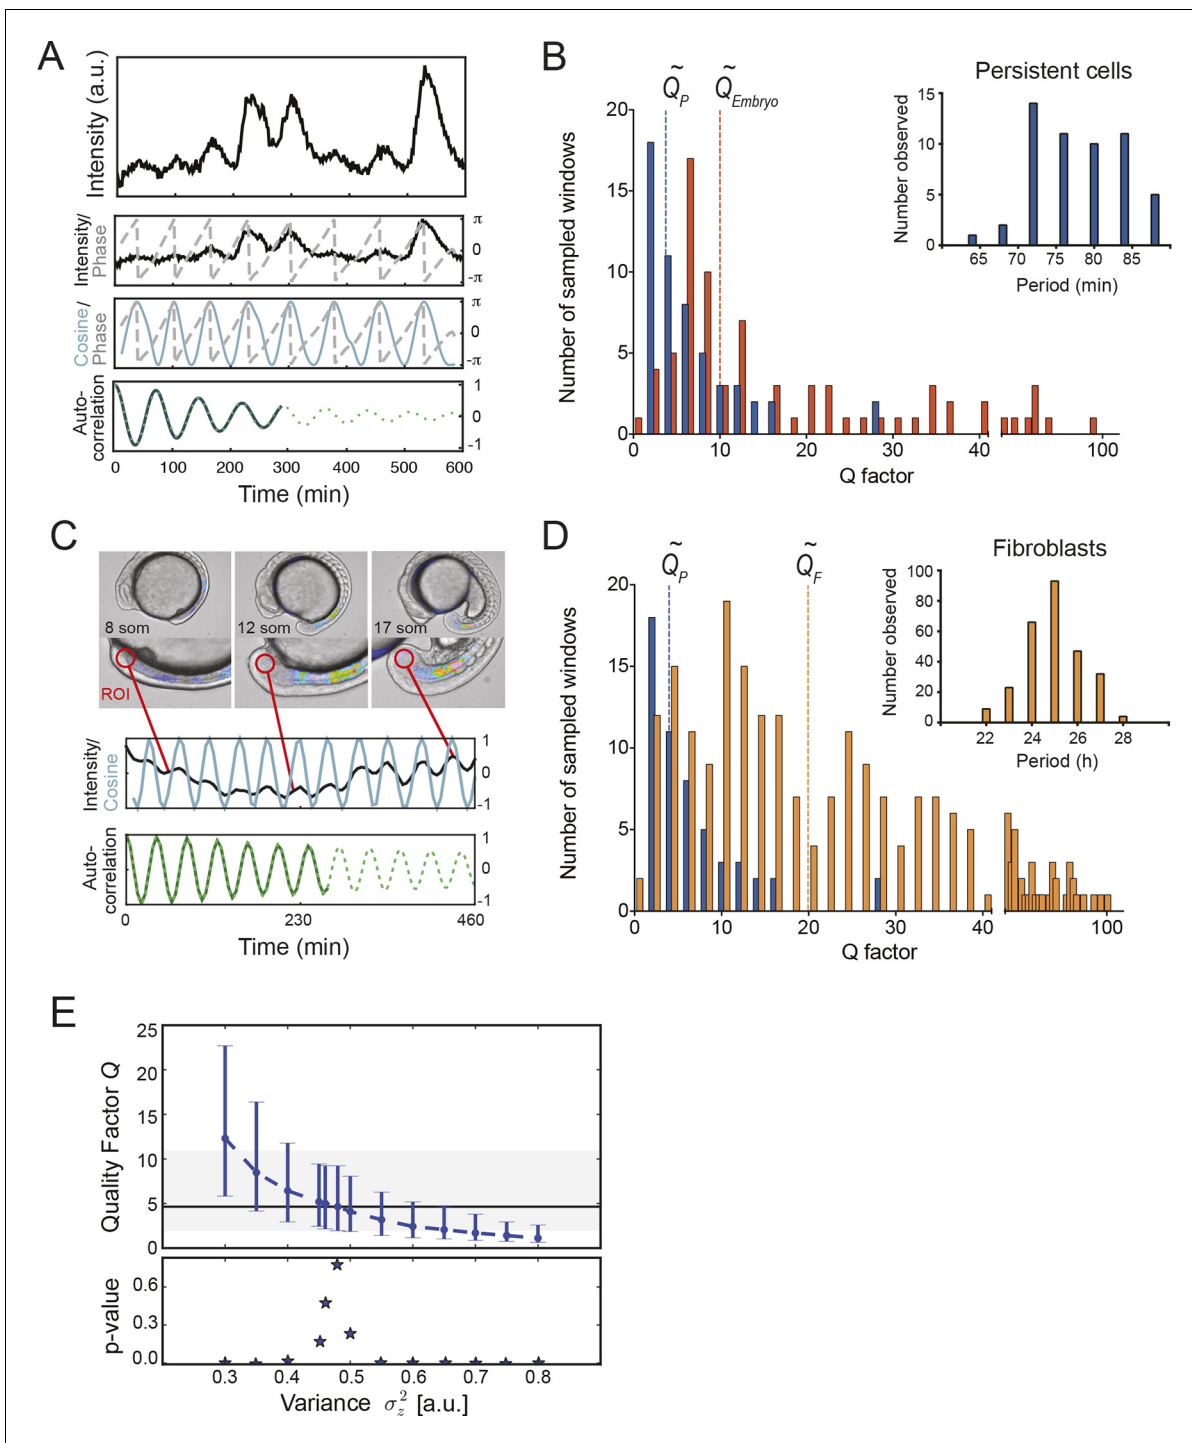 A
Intensity (a.u.)
Intensity/
Phase
π
0
-π
Cosine/
Phase
π
0
-π
Auto-
correlation
1
0
-1
0 100 200 300 400 500 600
Time (min)
B
Q̃P
Q̃Embryo
Number of sampled windows
20
15
10
5
0
0 10 20 30 40 100
Q factor
Persistent cells
Number observed
15
10
5
0
65 70 75 80 85
Period (min)
C
8 som
12 som
17 som
ROI
Intensity/
Cosine
1
0
-1
Auto-
correlation
1
0
-1
0 230 460
Time (min)
D
Q̃P
Q̃F
Number of sampled windows
20
15
10
5
0
0 10 20 30 40 100
Q factor
Fibroblasts
Number observed
100
80
60
40
20
0
22 24 26 28
Period (h)
E
Quality Factor Q
25
20
15
10
5
0
p-value
0.6
0.3
0.0
0.3 0.4 0.5 0.6 0.7 0.8
Variance σz² [a.u.]